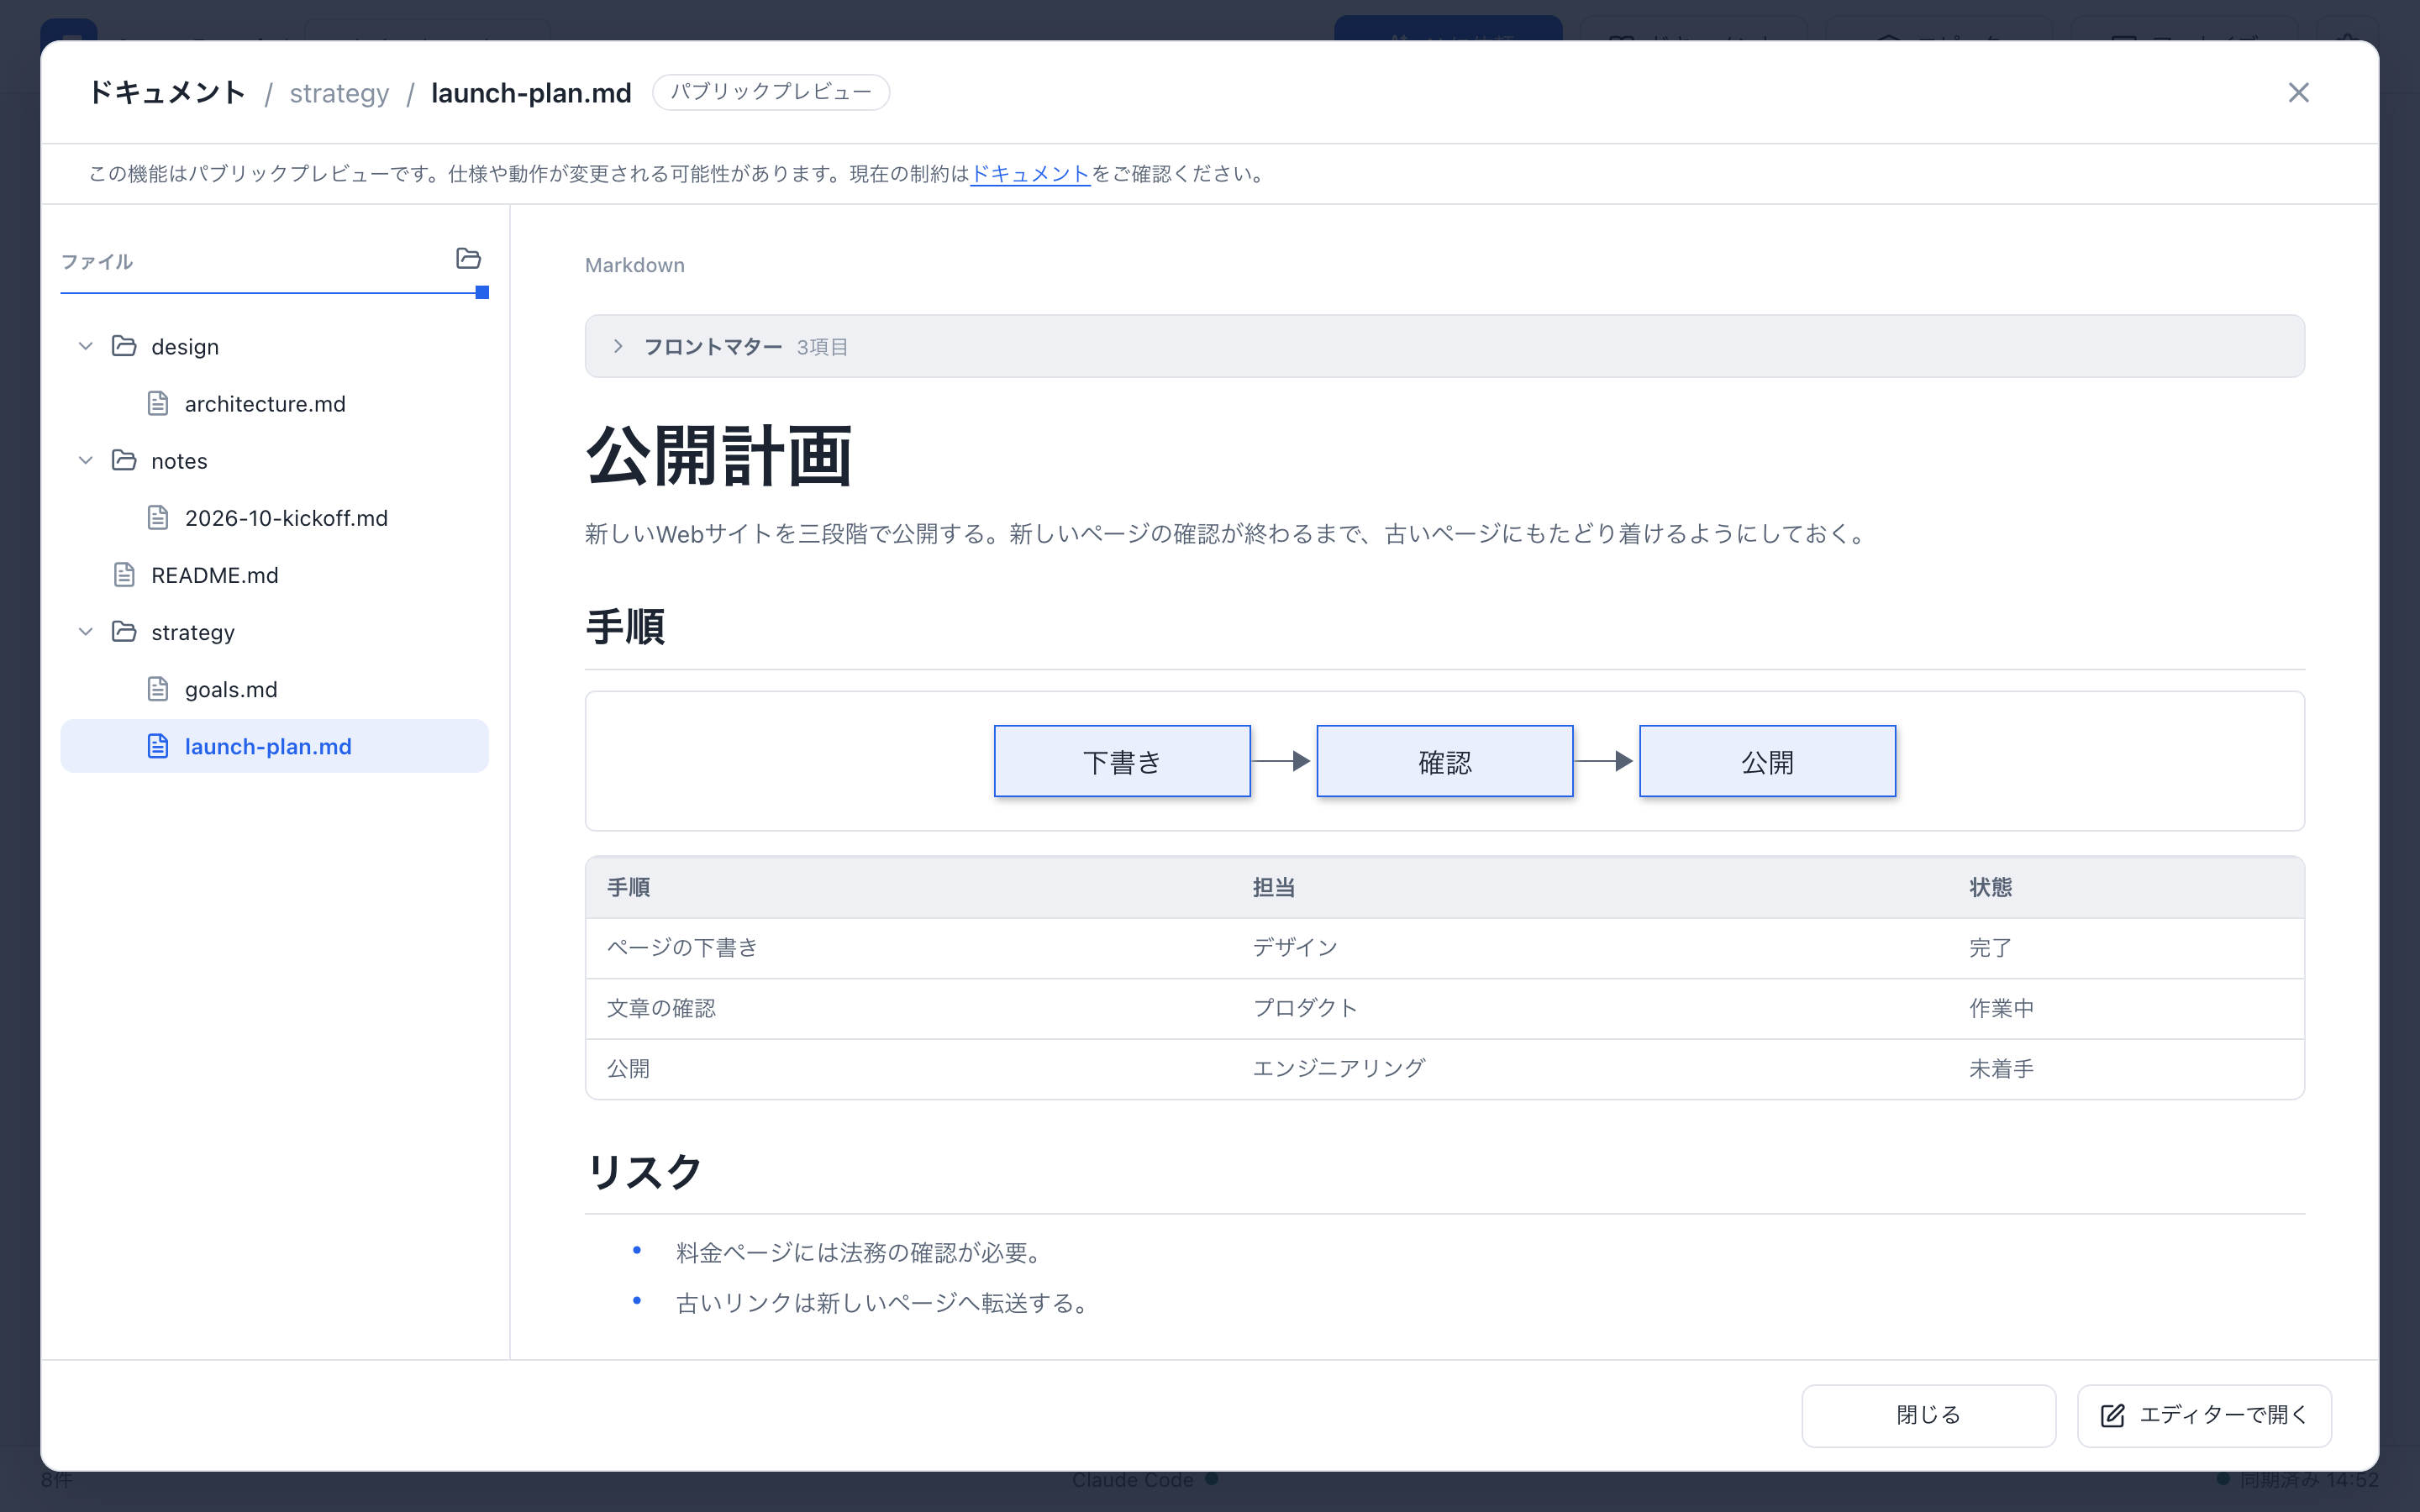 ドキュメント / strategy / launch-plan.md パブリックプレビュー
この機能はパブリックプレビューです。仕様や動作が変更される可能性があります。現在の制約はドキュメントをご確認ください。
ファイル
design
architecture.md
notes
2026-10-kickoff.md
README.md
strategy
goals.md
launch-plan.md
Markdown
フロントマター 3項目
公開計画
新しいWebサイトを三段階で公開する。新しいページの確認が終わるまで、古いページにもたどり着けるようにしておく。
手順
下書き 確認 公開
手順 担当 状態
ページの下書き デザイン 完了
文章の確認 プロダクト 作業中
公開 エンジニアリング 未着手
リスク
料金ページには法務の確認が必要。
古いリンクは新しいページへ転送する。
閉じる エディターで開く
8件 Claude Code 同期済み 14:52